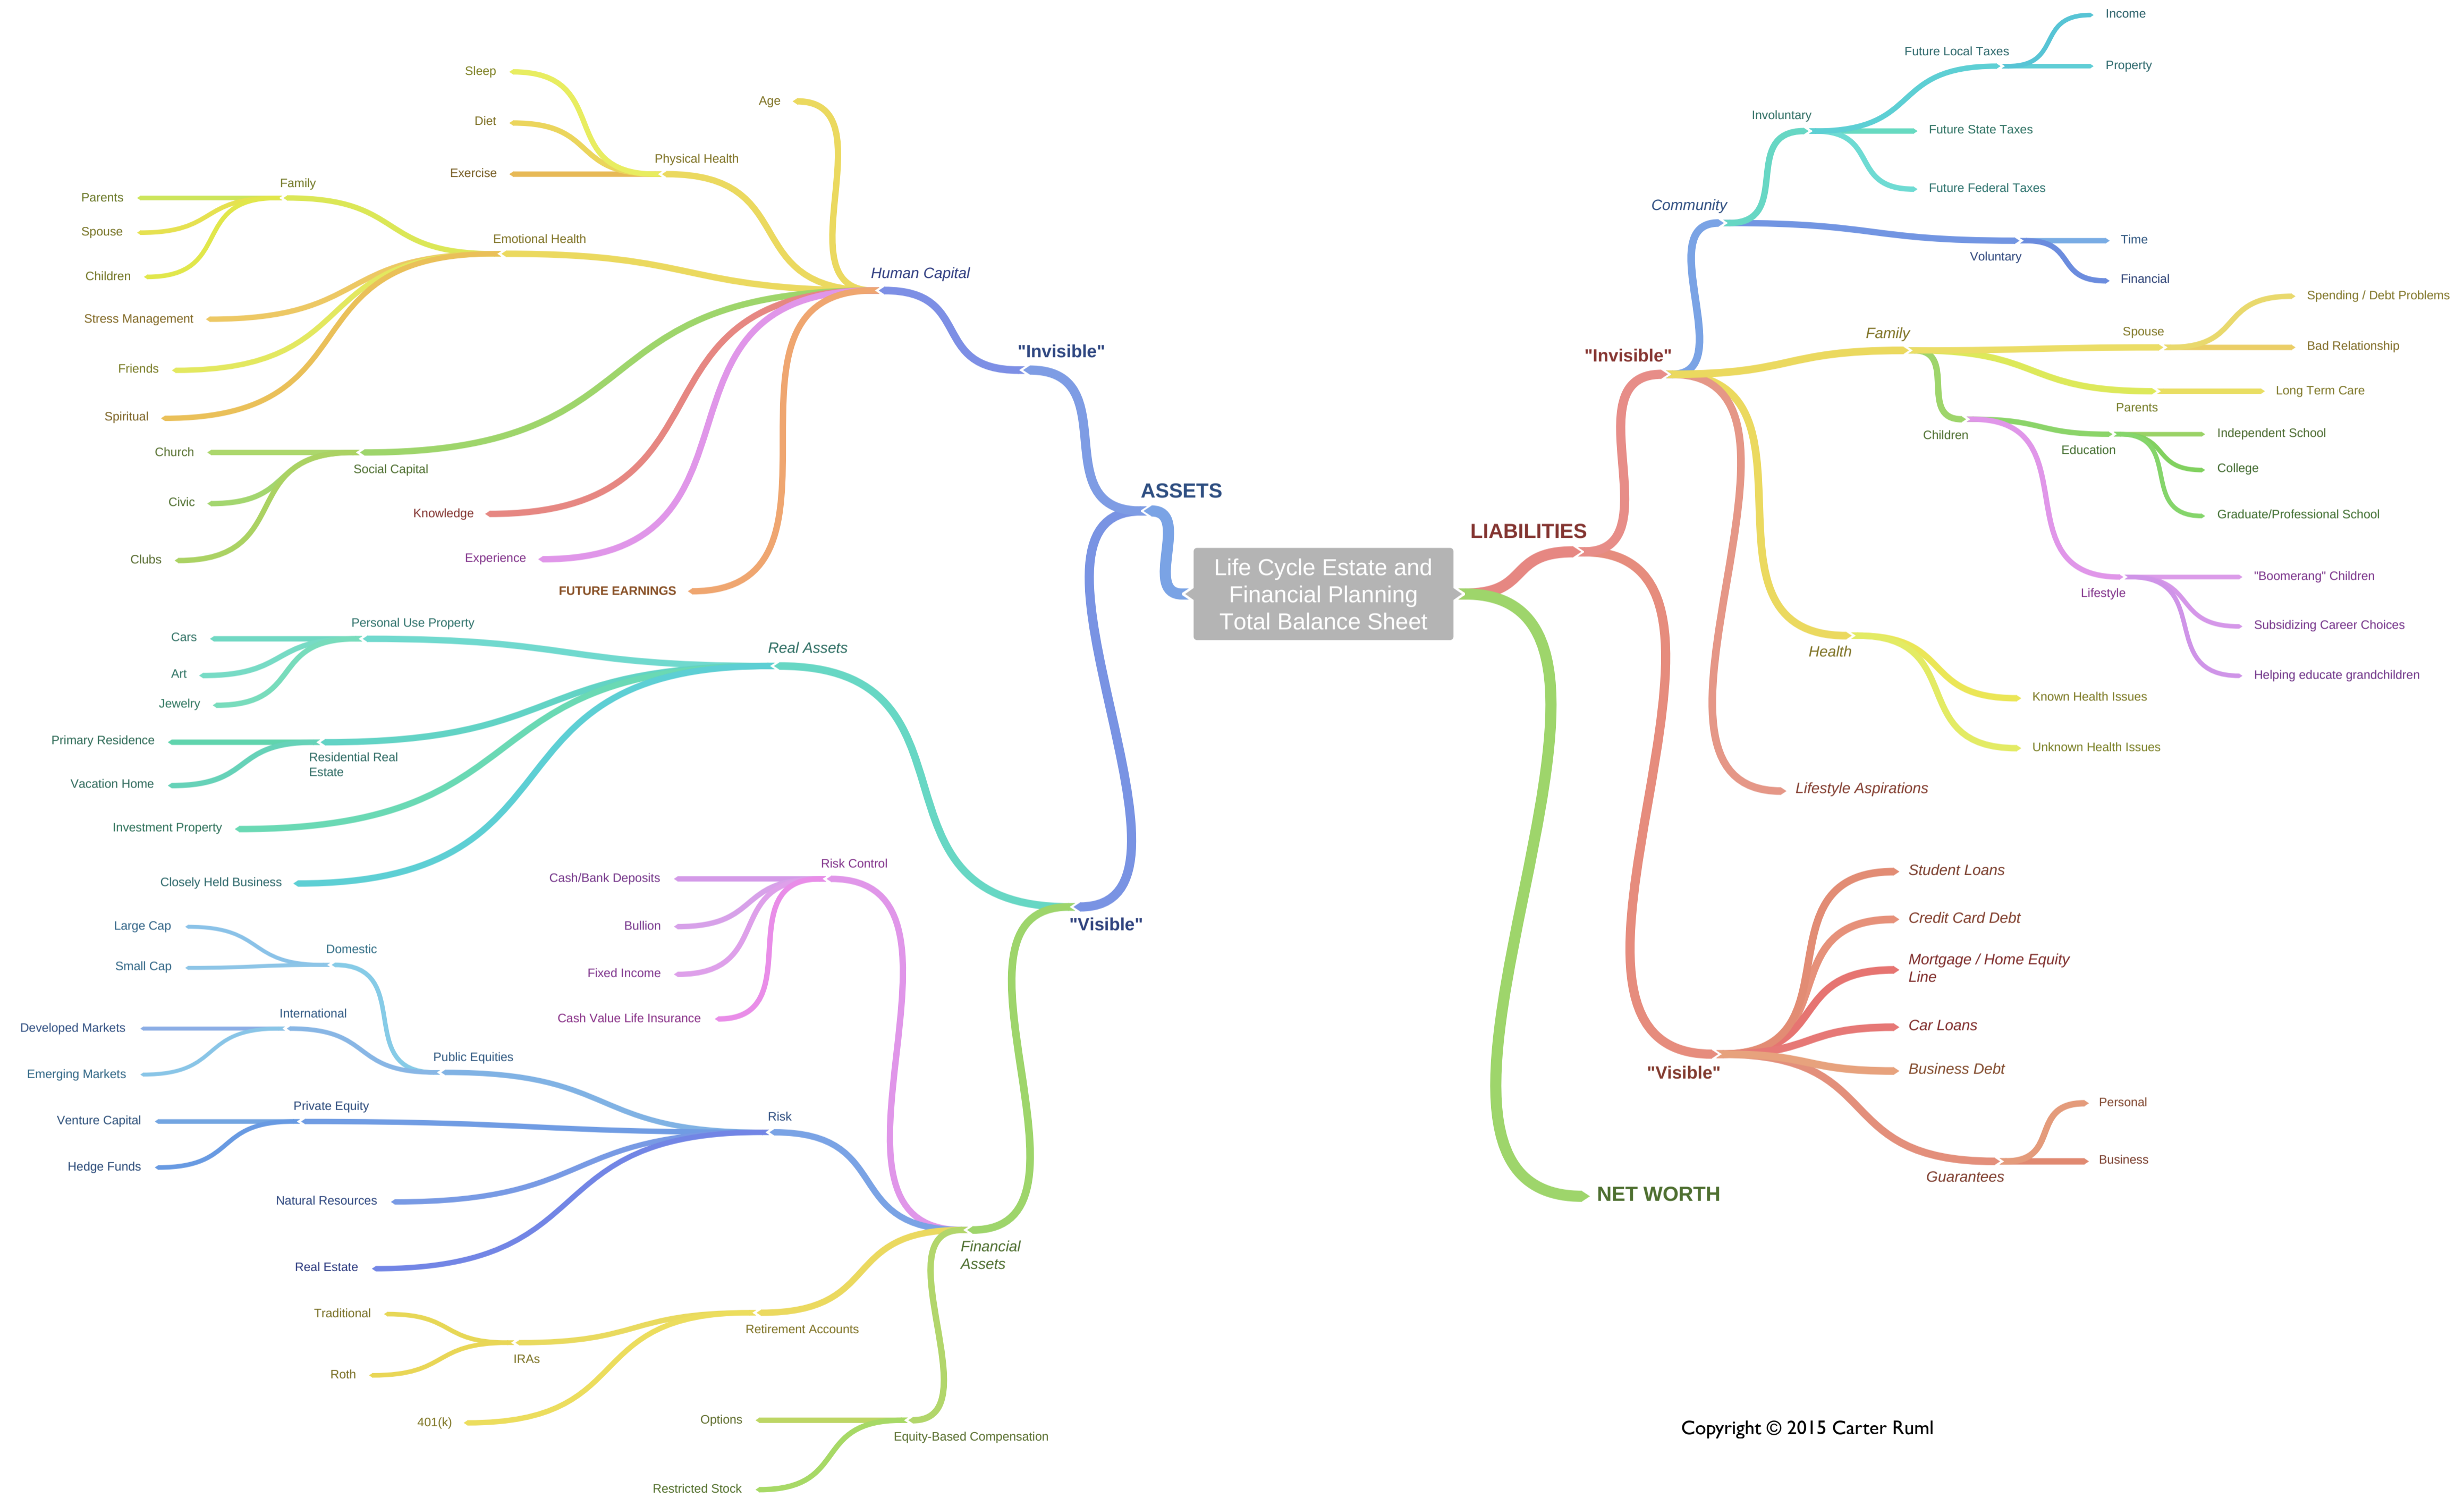 Life Cycle Estate and
Financial Planning
Total Balance Sheet
ASSETS
"Invisible"
Human Capital
Age
Physical Health
Sleep
Diet
Exercise
Emotional Health
Family
Parents
Spouse
Children
Stress Management
Friends
Spiritual
Social Capital
Church
Civic
Clubs
Knowledge
Experience
FUTURE EARNINGS
"Visible"
Real Assets
Personal Use Property
Cars
Art
Jewelry
Residential Real
Estate
Primary Residence
Vacation Home
Investment Property
Closely Held Business
Financial
Assets
Risk Control
Cash/Bank Deposits
Bullion
Fixed Income
Cash Value Life Insurance
Risk
Public Equities
Domestic
Large Cap
Small Cap
International
Developed Markets
Emerging Markets
Private Equity
Venture Capital
Hedge Funds
Natural Resources
Real Estate
Retirement Accounts
IRAs
Traditional
Roth
401(k)
Equity-Based Compensation
Options
Restricted Stock
LIABILITIES
"Invisible"
Community
Involuntary
Future Local Taxes
Income
Property
Future State Taxes
Future Federal Taxes
Voluntary
Time
Financial
Family
Spouse
Spending / Debt Problems
Bad Relationship
Parents
Long Term Care
Children
Education
Independent School
College
Graduate/Professional School
Lifestyle
"Boomerang" Children
Subsidizing Career Choices
Helping educate grandchildren
Health
Known Health Issues
Unknown Health Issues
Lifestyle Aspirations
"Visible"
Student Loans
Credit Card Debt
Mortgage / Home Equity
Line
Car Loans
Business Debt
Guarantees
Personal
Business
NET WORTH
Copyright © 2015 Carter Ruml